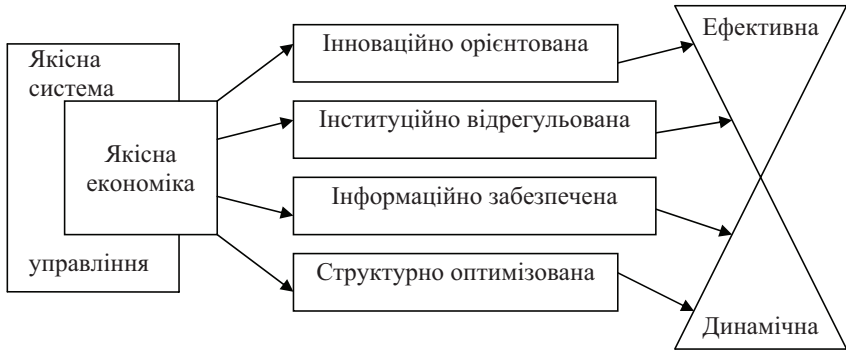 Якісна
система
управління
Якісна
економіка
Інноваційно орієнтована
Інституційно відрегульована
Інформаційно забезпечена
Структурно оптимізована
Ефективна
Динамічна